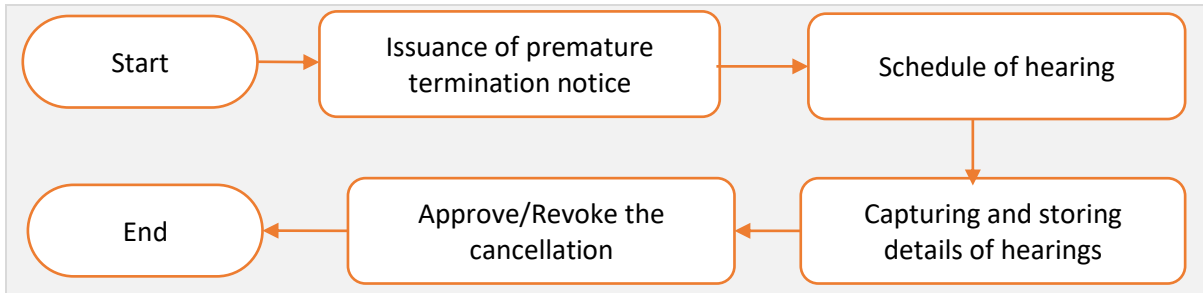 Start
Issuance of premature
termination notice
Schedule of hearing
Capturing and storing
details of hearings
Approve/Revoke the
cancellation
End